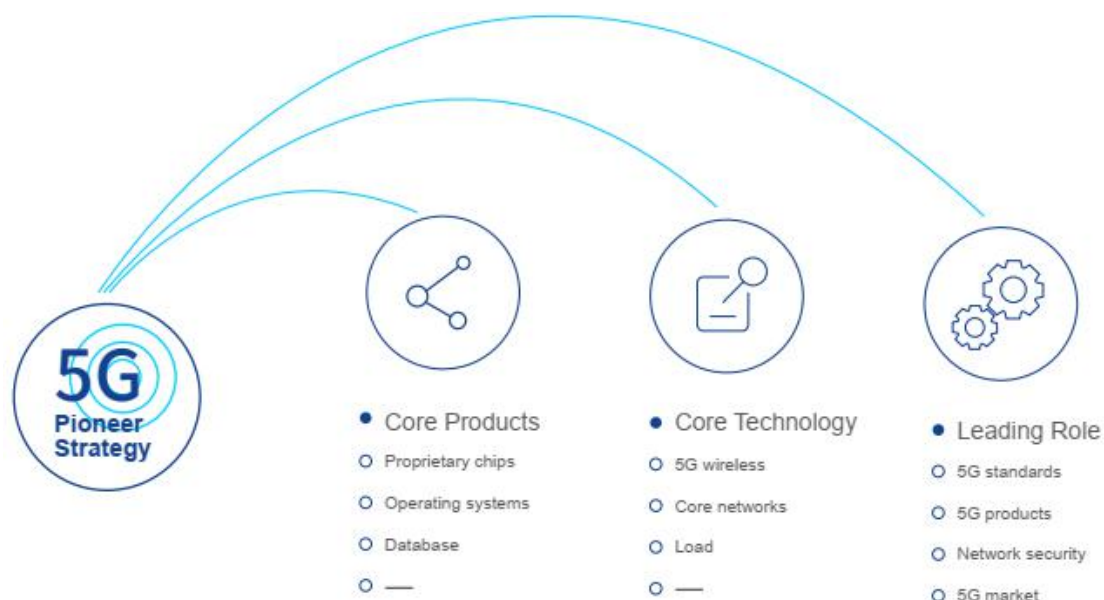 5G
Pioneer
Strategy
Core Products
Proprietary chips
Operating systems
Database
—
Core Technology
5G wireless
Core networks
Load
—
Leading Role
5G standards
5G products
Network security
5G market